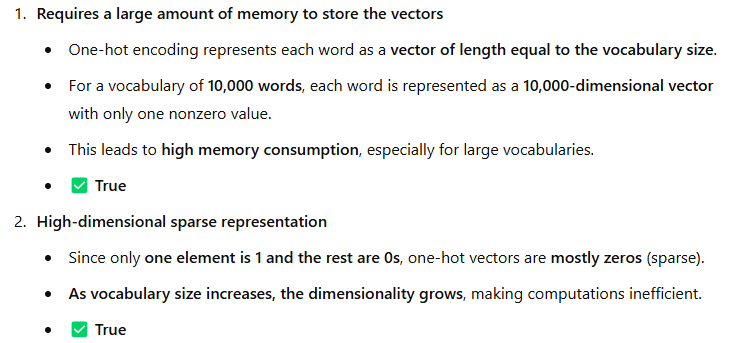 1. Requires a large amount of memory to store the vectors
• One-hot encoding represents each word as a vector of length equal to the vocabulary size.
• For a vocabulary of 10,000 words, each word is represented as a 10,000-dimensional vector
with only one nonzero value.
• This leads to high memory consumption, especially for large vocabularies.
• ✅ True
2. High-dimensional sparse representation
• Since only one element is 1 and the rest are 0s, one-hot vectors are mostly zeros (sparse).
• As vocabulary size increases, the dimensionality grows, making computations inefficient.
• ✅ True